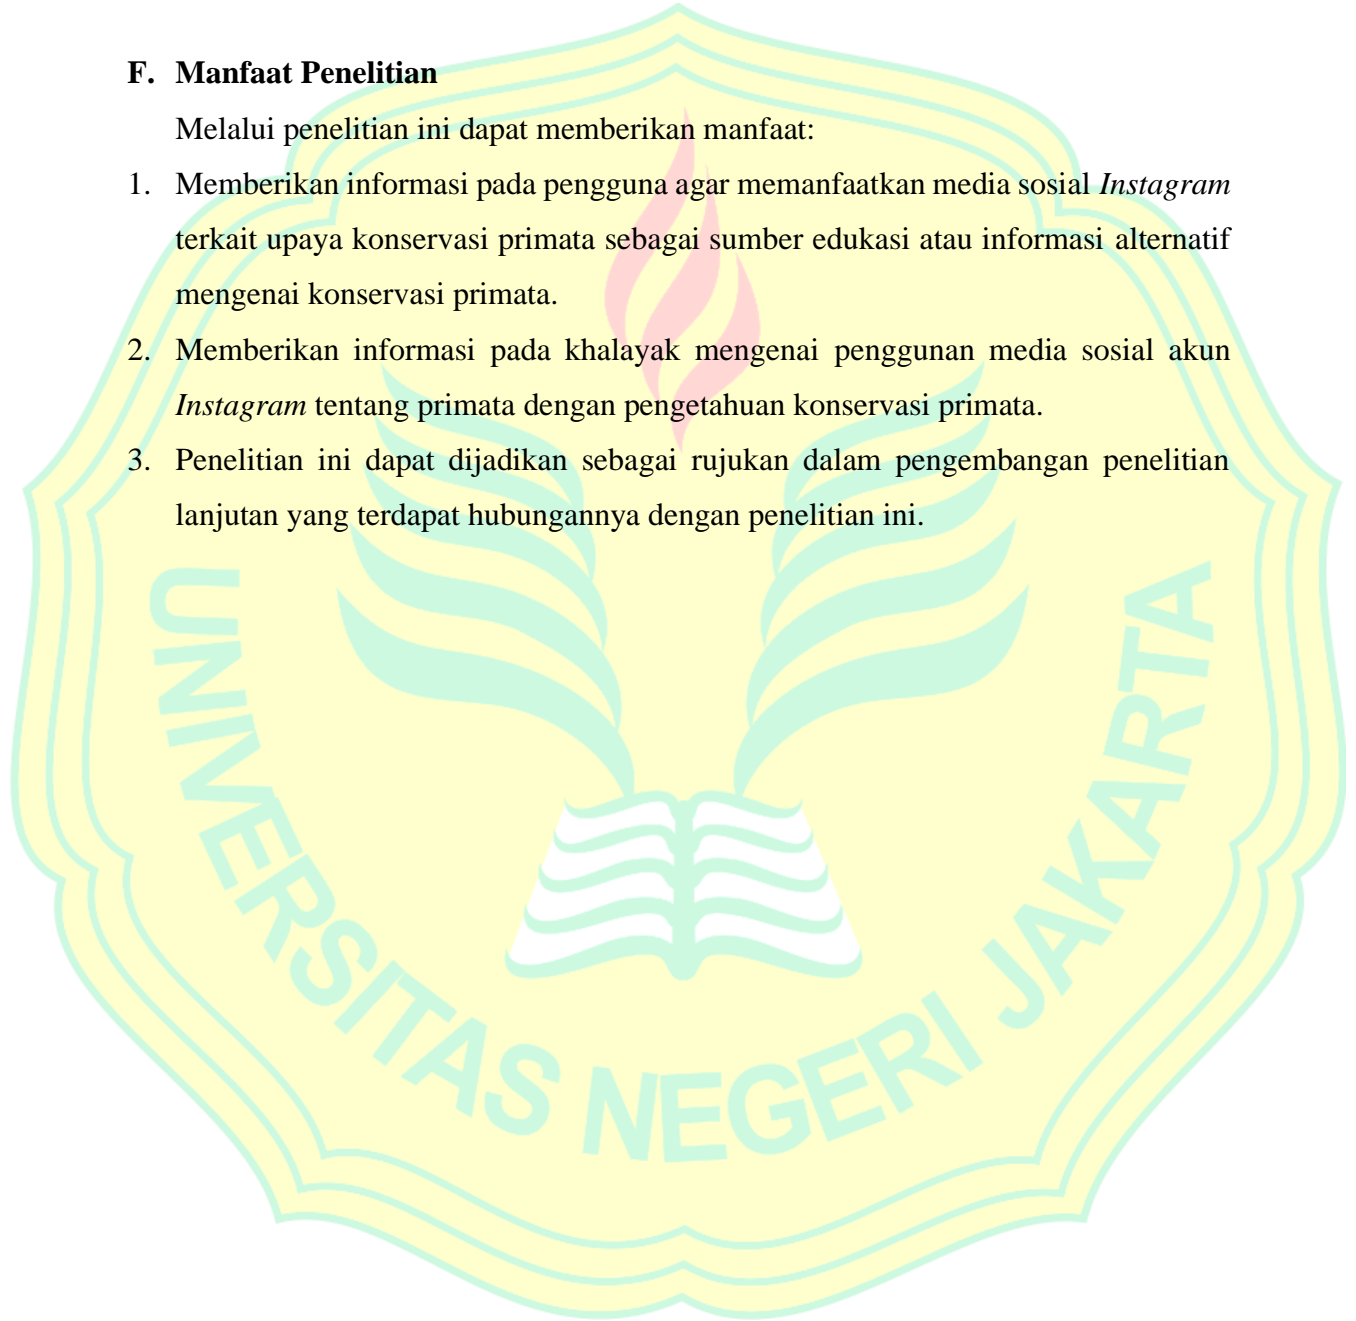 F. Manfaat Penelitian
Melalui penelitian ini dapat memberikan manfaat:
1. Memberikan informasi pada pengguna agar memanfaatkan media sosial Instagram
terkait upaya konservasi primata sebagai sumber edukasi atau informasi alternatif
mengenai konservasi primata.
2. Memberikan informasi pada khalayak mengenai penggunan media sosial akun
Instagram tentang primata dengan pengetahuan konservasi primata.
3. Penelitian ini dapat dijadikan sebagai rujukan dalam pengembangan penelitian
lanjutan yang terdapat hubungannya dengan penelitian ini.
UNIVERSITAS NEGERI JAKARTA